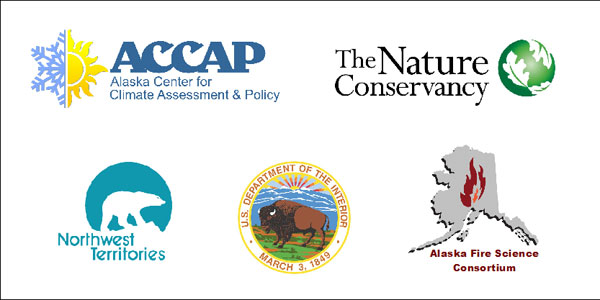 ACCAP
Alaska Center for
Climate Assessment & Policy
The Nature
Conservancy
Northwest
Territories
U.S. DEPARTMENT OF THE INTERIOR
MARCH 3, 1849
Alaska Fire Science
Consortium